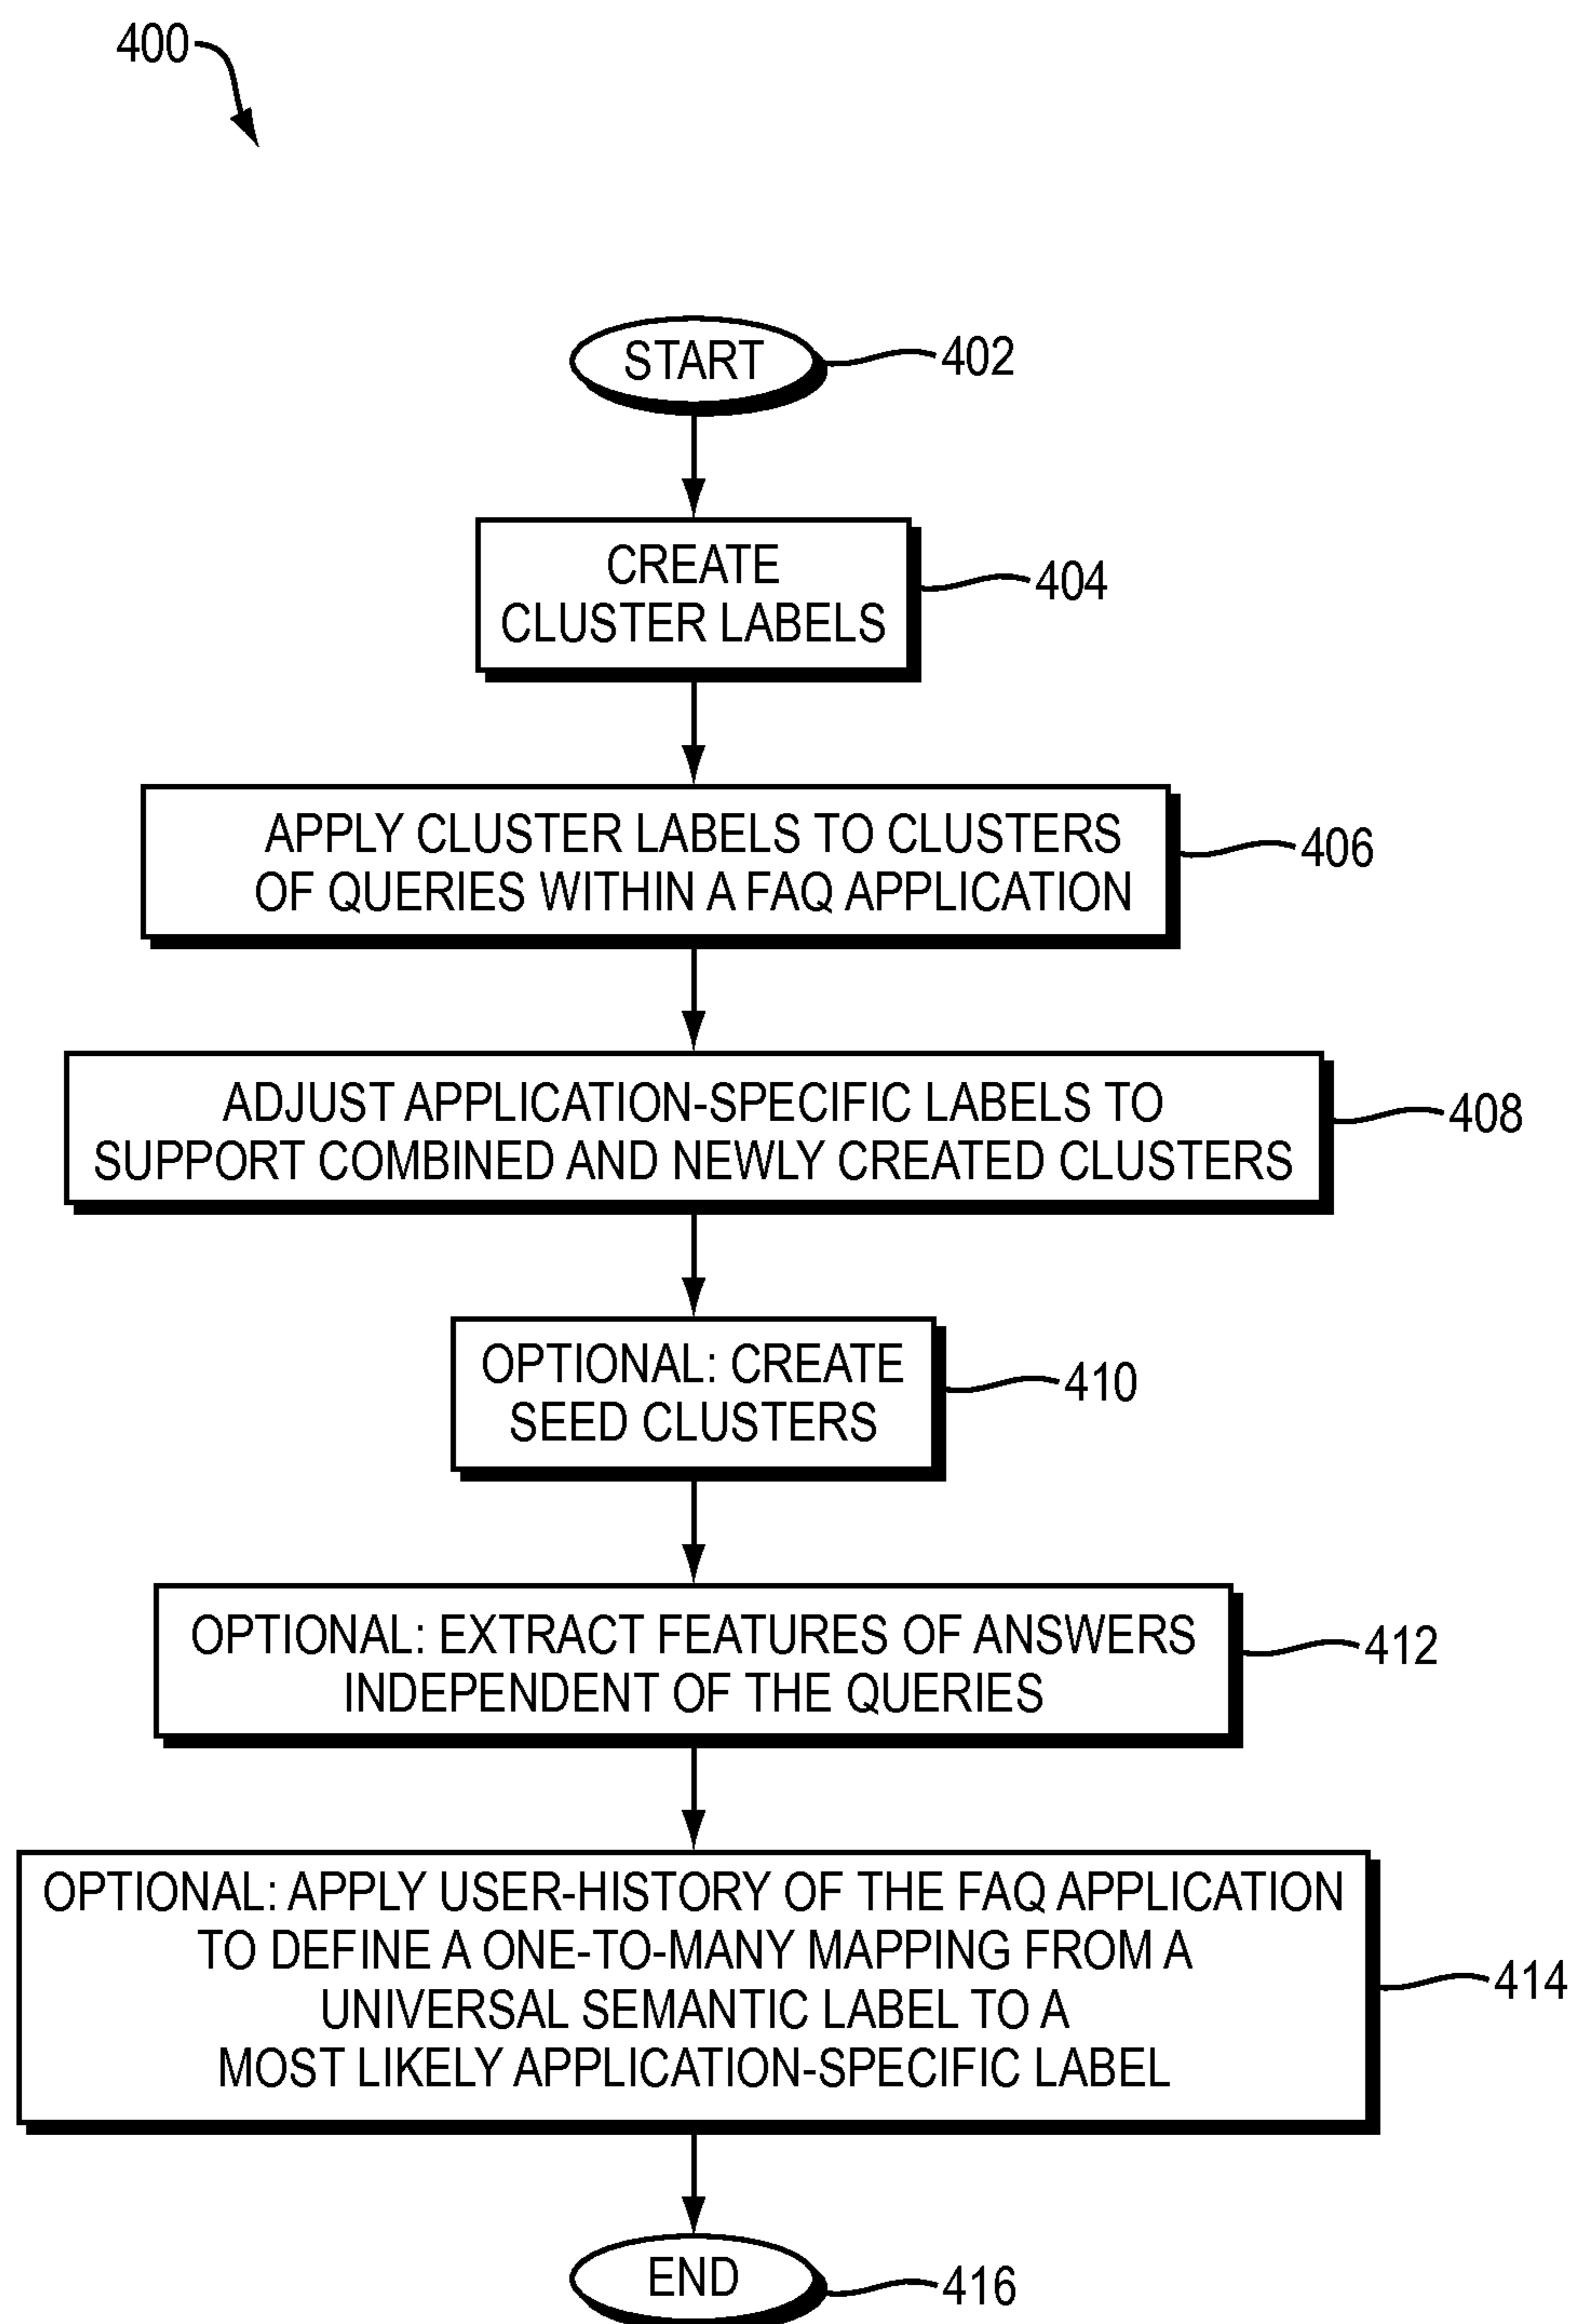 400
START
402
CREATE
CLUSTER LABELS
404
APPLY CLUSTER LABELS TO CLUSTERS
OF QUERIES WITHIN A FAQ APPLICATION
406
ADJUST APPLICATION-SPECIFIC LABELS TO
SUPPORT COMBINED AND NEWLY CREATED CLUSTERS
408
OPTIONAL: CREATE
SEED CLUSTERS
410
OPTIONAL: EXTRACT FEATURES OF ANSWERS
INDEPENDENT OF THE QUERIES
412
OPTIONAL: APPLY USER-HISTORY OF THE FAQ APPLICATION
TO DEFINE A ONE-TO-MANY MAPPING FROM A
UNIVERSAL SEMANTIC LABEL TO A
MOST LIKELY APPLICATION-SPECIFIC LABEL
414
END
416